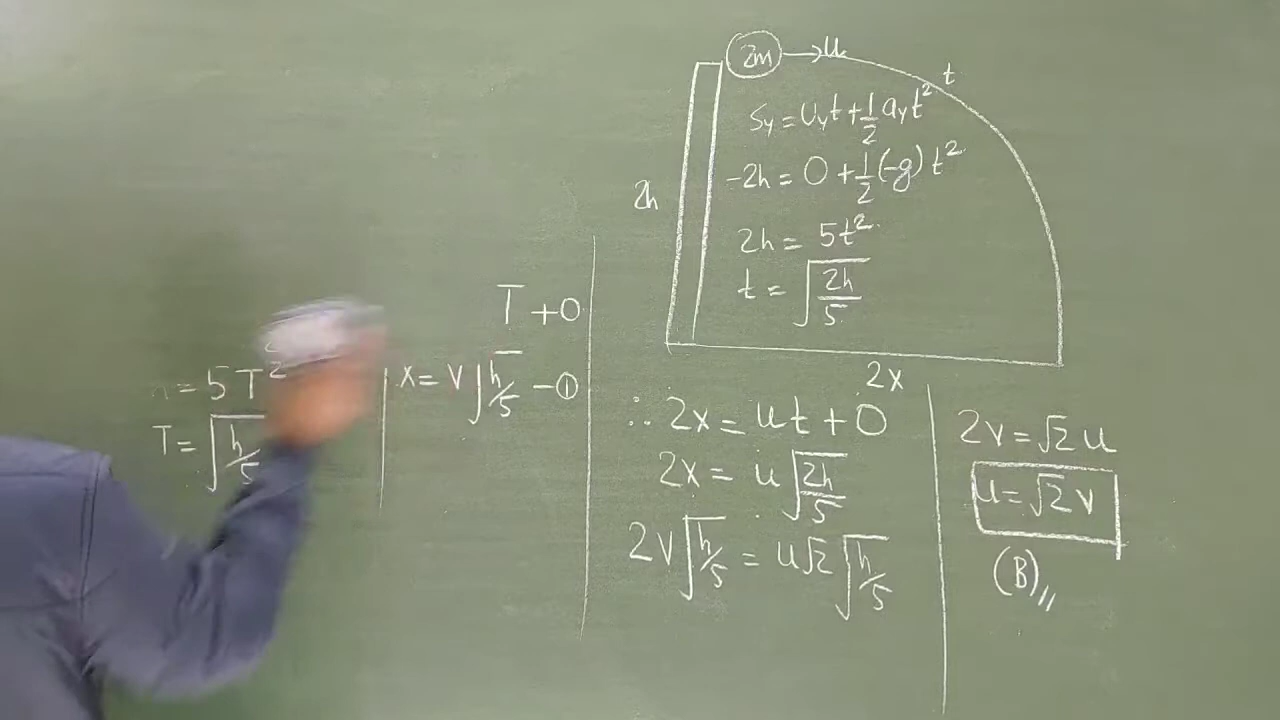 2m → u
t
Sy = Uyt + 1/2 ayt²
-2h = 0 + 1/2 (-g) t²
2h
2h = 5t²
t = √(2h/5)
2x
T + 0
= 5T²
T = √(h/5)
x = v√(h/5) - ①
∴ 2x = ut + 0
2x = u√(2h/5)
2v√(h/5) = u√2 √(h/5)
2v = √2 u
u = √2 v
(B)